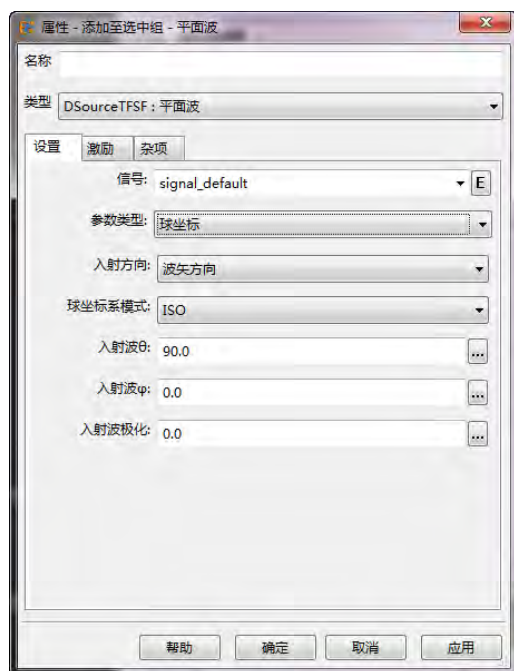 属性 - 添加至选中组 - 平面波
名称
类型 DSourceTFSF : 平面波
设置 激励 杂项
信号: signal_default E
参数类型: 球坐标
入射方向: 波矢方向
球坐标系模式: ISO
入射波θ: 90.0 ...
入射波φ: 0.0 ...
入射波极化: 0.0 ...
帮助 确定 取消 应用